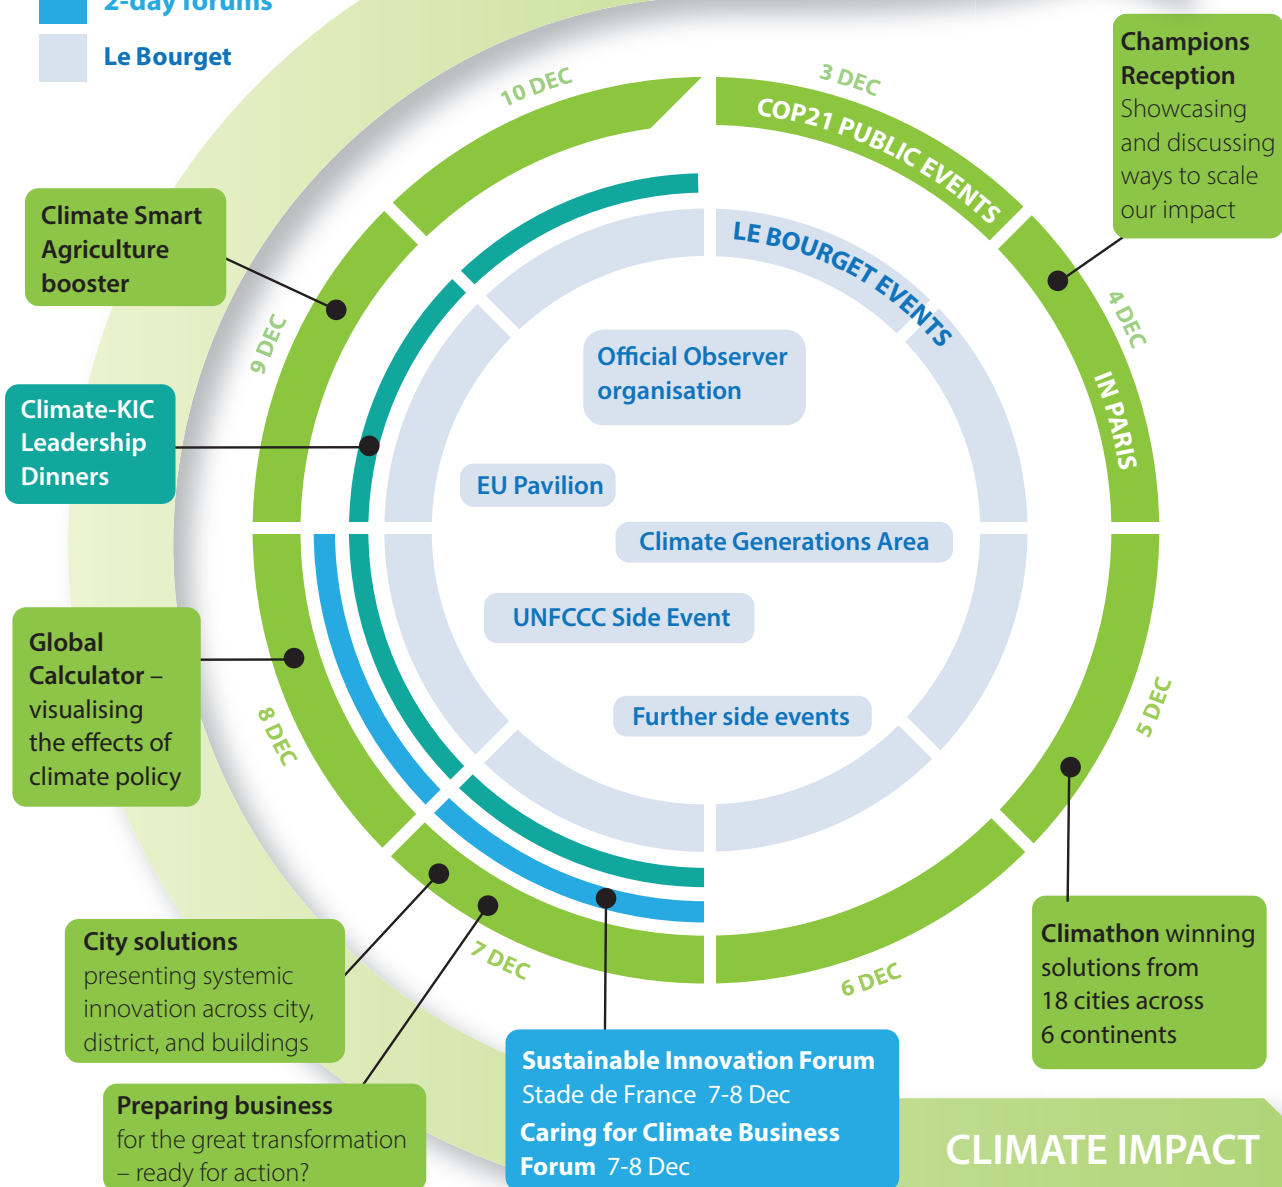 2-day forums
Le Bourget
10 DEC
3 DEC
COP21 PUBLIC EVENTS
IN PARIS
Champions
Reception
Showcasing
and discussing
ways to scale
our impact
4 DEC
Climate Smart
Agriculture
booster
9 DEC
LE BOURGET EVENTS
Official Observer
organisation
Climate-KIC
Leadership
Dinners
EU Pavilion
Climate Generations Area
UNFCCC Side Event
Further side events
Global
Calculator –
visualising
the effects of
climate policy
8 DEC
5 DEC
7 DEC
6 DEC
City solutions
presenting systemic
innovation across city,
district, and buildings
Climathon winning
solutions from
18 cities across
6 continents
Preparing business
for the great transformation
– ready for action?
Sustainable Innovation Forum
Stade de France 7-8 Dec
Caring for Climate Business
Forum 7-8 Dec
CLIMATE IMPACT